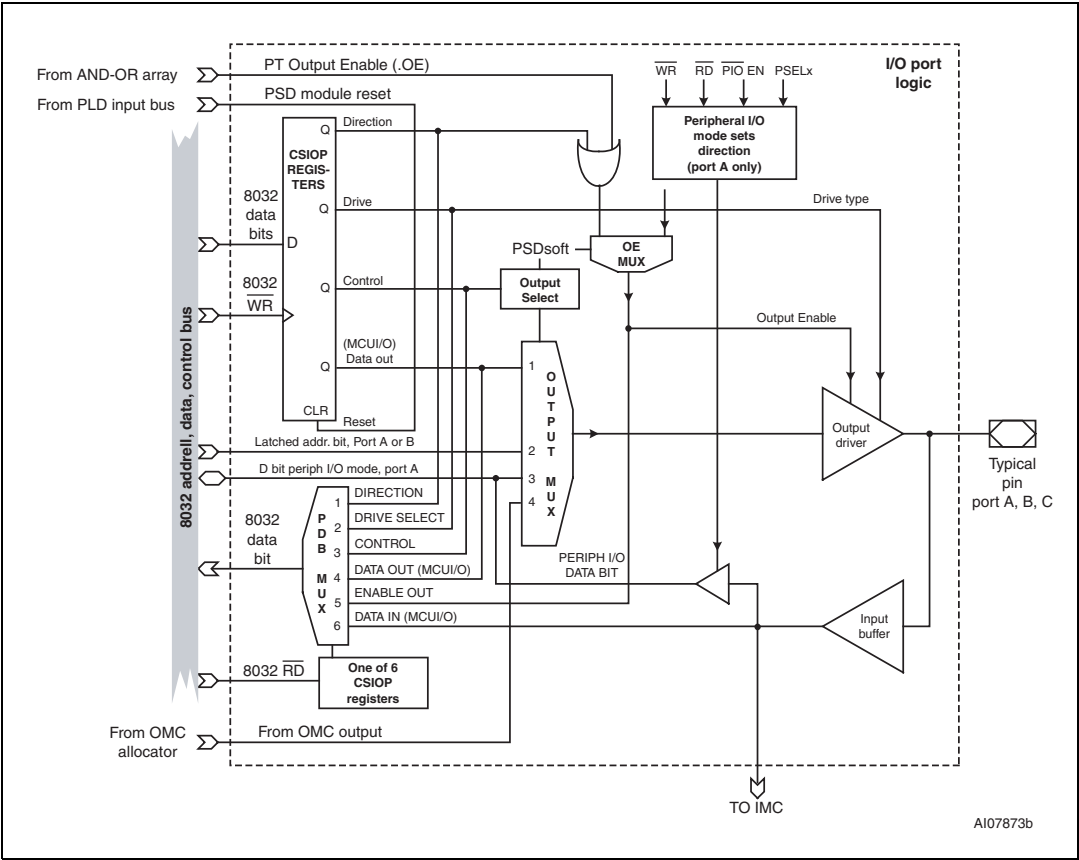 From AND-OR array
PT Output Enable (.OE)
WR RD PIO EN PSELx
I/O port
logic
From PLD input bus
PSD module reset
Q
Direction
CSIOP
REGIS-
TERS
Peripheral I/O
mode sets
direction
(port A only)
8032
data
bits
Q
Drive
Drive type
D
PSDsoft
OE
MUX
8032
WR
Q
Control
Output
Select
Output Enable
(MCUI/O)
Q
Data out
1
OUTPUT MUX
CLR
Reset
Latched addr. bit, Port A or B
2
Output
driver
D bit periph I/O mode, port A
3
4
Typical
pin
port A, B, C
8032 addrell, data, control bus
8032
data
bit
PDB MUX
1
DIRECTION
2
DRIVE SELECT
3
CONTROL
4
DATA OUT (MCUI/O)
5
ENABLE OUT
6
DATA IN (MCUI/O)
PERIPH I/O
DATA BIT
Input
buffer
8032 RD
One of 6
CSIOP
registers
From OMC
allocator
From OMC output
TO IMC
AI07873b